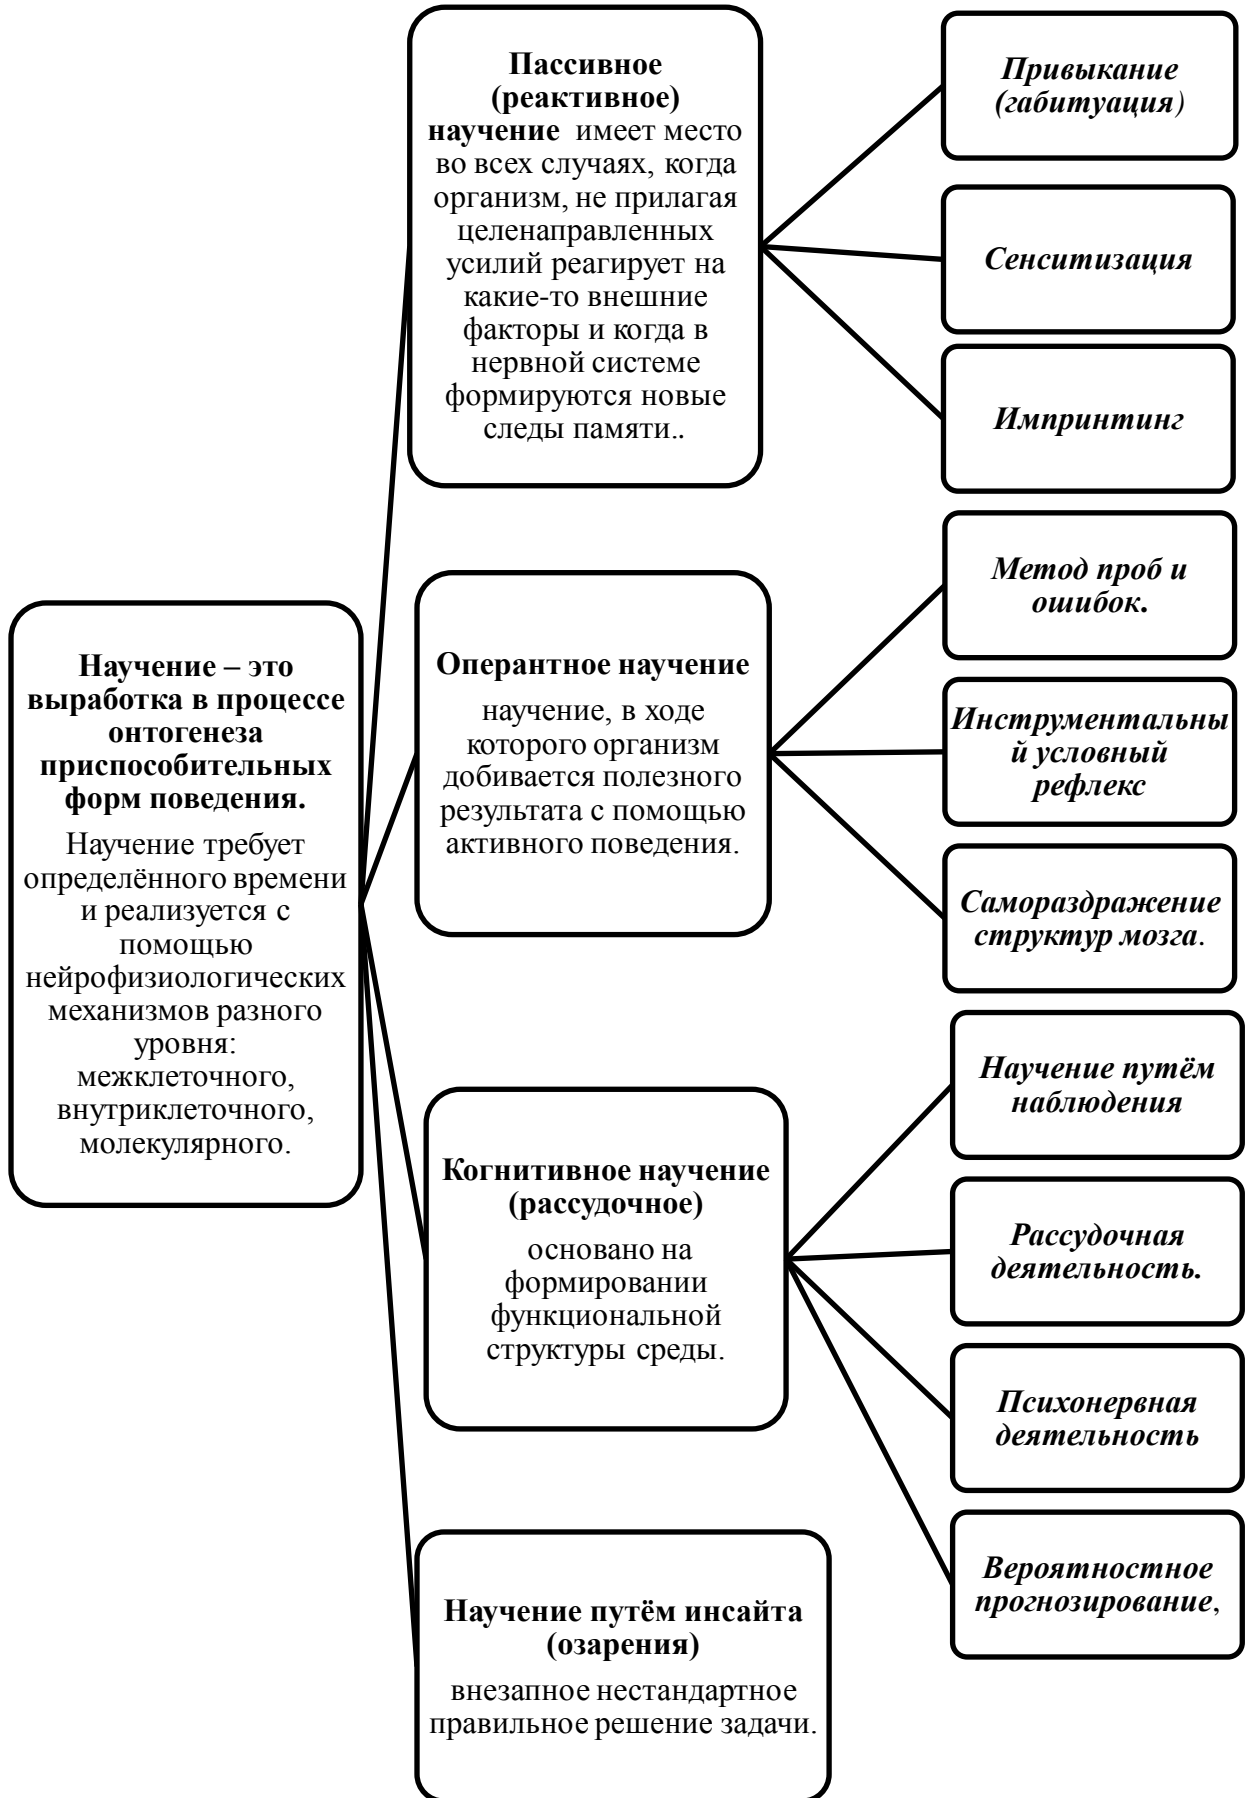 Научение – это
выработка в процессе
онтогенеза
приспособительных
форм поведения.
Научение требует
определённого времени
и реализуется с
помощью
нейрофизиологических
механизмов разного
уровня:
межклеточного,
внутриклеточного,
молекулярного.
Пассивное
(реактивное)
научение имеет место
во всех случаях, когда
организм, не прилагая
целенаправленных
усилий реагирует на
какие-то внешние
факторы и когда в
нервной системе
формируются новые
следы памяти..
Привыкание
(габитуация)
Сенситизация
Импринтинг
Оперантное научение
научение, в ходе
которого организм
добивается полезного
результата с помощью
активного поведения.
Метод проб и
ошибок.
Инструментальны
й условный
рефлекс
Самораздражение
структур мозга.
Когнитивное научение
(рассудочное)
основано на
формировании
функциональной
структуры среды.
Научение путём
наблюдения
Рассудочная
деятельность.
Психонервная
деятельность
Вероятностное
прогнозирование,
Научение путём инсайта
(озарения)
внезапное нестандартное
правильное решение задачи.